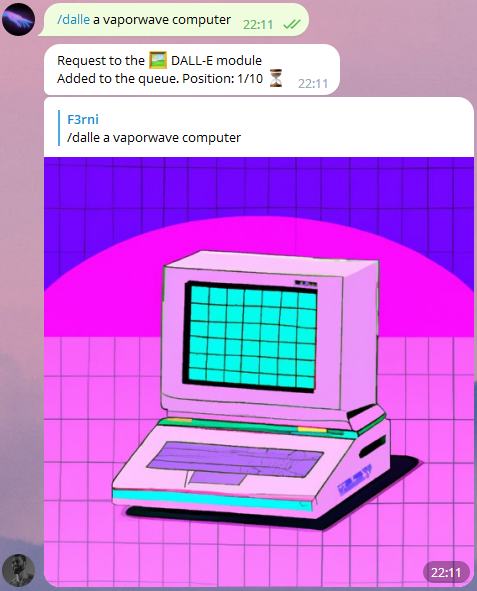 /dalle a vaporwave computer 22:11
Request to the DALL-E module
Added to the queue. Position: 1/10 22:11
F3rni
/dalle a vaporwave computer
22:11